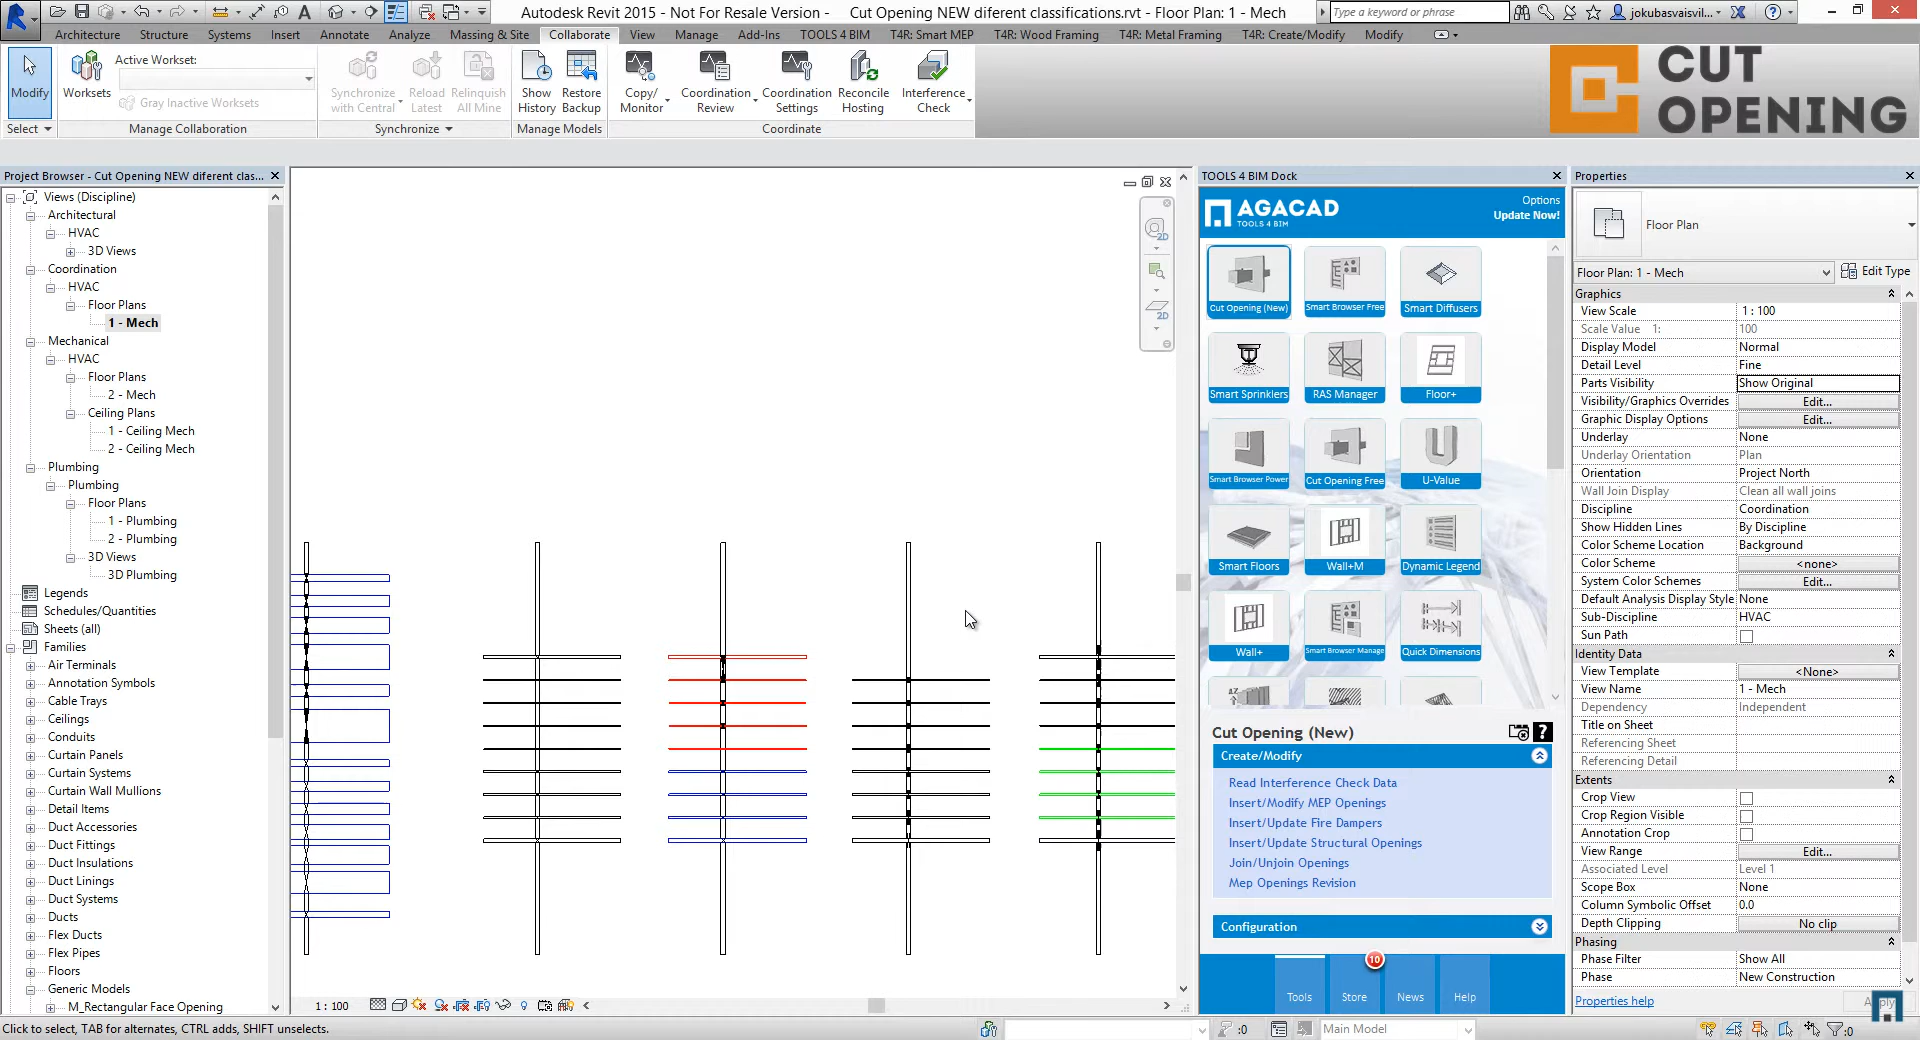 Autodesk Revit 2015 - Not For Resale Version - Cut Opening NEW diferent classifications.rvt - Floor Plan: 1 - Mech
Type a keyword or phrase
jokubasvaisvil...
Architecture Structure Systems Insert Annotate Analyze Massing & Site Collaborate View Manage Add-Ins TOOLS 4 BIM T4R: Smart MEP T4R: Wood Framing T4R: Metal Framing T4R: Create/Modify Modify
Modify
Worksets
Active Workset:
Gray Inactive Worksets
Synchronize with Central
Reload Latest
Relinquish All Mine
Show History
Restore Backup
Copy/ Monitor
Coordination Review
Coordination Settings
Reconcile Hosting
Interference Check
CUT
OPENING
Select
Manage Collaboration
Synchronize
Manage Models
Coordinate
Project Browser - Cut Opening NEW diferent clas...
Views (Discipline)
Architectural
HVAC
3D Views
Coordination
HVAC
Floor Plans
1 - Mech
Mechanical
HVAC
Floor Plans
2 - Mech
Ceiling Plans
1 - Ceiling Mech
2 - Ceiling Mech
Plumbing
Plumbing
Floor Plans
1 - Plumbing
2 - Plumbing
3D Views
3D Plumbing
Legends
Schedules/Quantities
Sheets (all)
Families
Air Terminals
Annotation Symbols
Cable Trays
Ceilings
Conduits
Curtain Panels
Curtain Systems
Curtain Wall Mullions
Detail Items
Duct Accessories
Duct Fittings
Duct Insulations
Duct Linings
Duct Systems
Ducts
Flex Ducts
Flex Pipes
Floors
Generic Models
M_Rectangular Face Opening
2D
2D
1 : 100
TOOLS 4 BIM Dock
AGACAD
TOOLS 4 BIM
Options
Update Now!
Cut Opening (New)
Smart Browser Free
Smart Diffusers
Smart Sprinklers
RAS Manager
Floor+
Smart Browser Power
Cut Opening Free
U-Value
Smart Floors
Wall+M
Dynamic Legend
Wall+
Smart Browser Manage
Quick Dimensions
Cut Opening (New)
?
Create/Modify
Read Interference Check Data
Insert/Modify MEP Openings
Insert/Update Fire Dampers
Insert/Update Structural Openings
Join/Unjoin Openings
Mep Openings Revision
Configuration
10
Tools
Store
News
Help
Properties
Floor Plan
Floor Plan: 1 - Mech
Edit Type
Graphics
View Scale 1 : 100
Scale Value 1: 100
Display Model Normal
Detail Level Fine
Parts Visibility Show Original
Visibility/Graphics Overrides Edit...
Graphic Display Options Edit...
Underlay None
Underlay Orientation Plan
Orientation Project North
Wall Join Display Clean all wall joins
Discipline Coordination
Show Hidden Lines By Discipline
Color Scheme Location Background
Color Scheme <none>
System Color Schemes Edit...
Default Analysis Display Style None
Sub-Discipline HVAC
Sun Path
Identity Data
View Template <None>
View Name 1 - Mech
Dependency Independent
Title on Sheet
Referencing Sheet
Referencing Detail
Extents
Crop View
Crop Region Visible
Annotation Crop
View Range Edit...
Associated Level Level 1
Scope Box None
Column Symbolic Offset 0.0
Depth Clipping No clip
Phasing
Phase Filter Show All
Phase New Construction
Properties help
Click to select, TAB for alternates, CTRL adds, SHIFT unselects.
:0
Main Model
:0